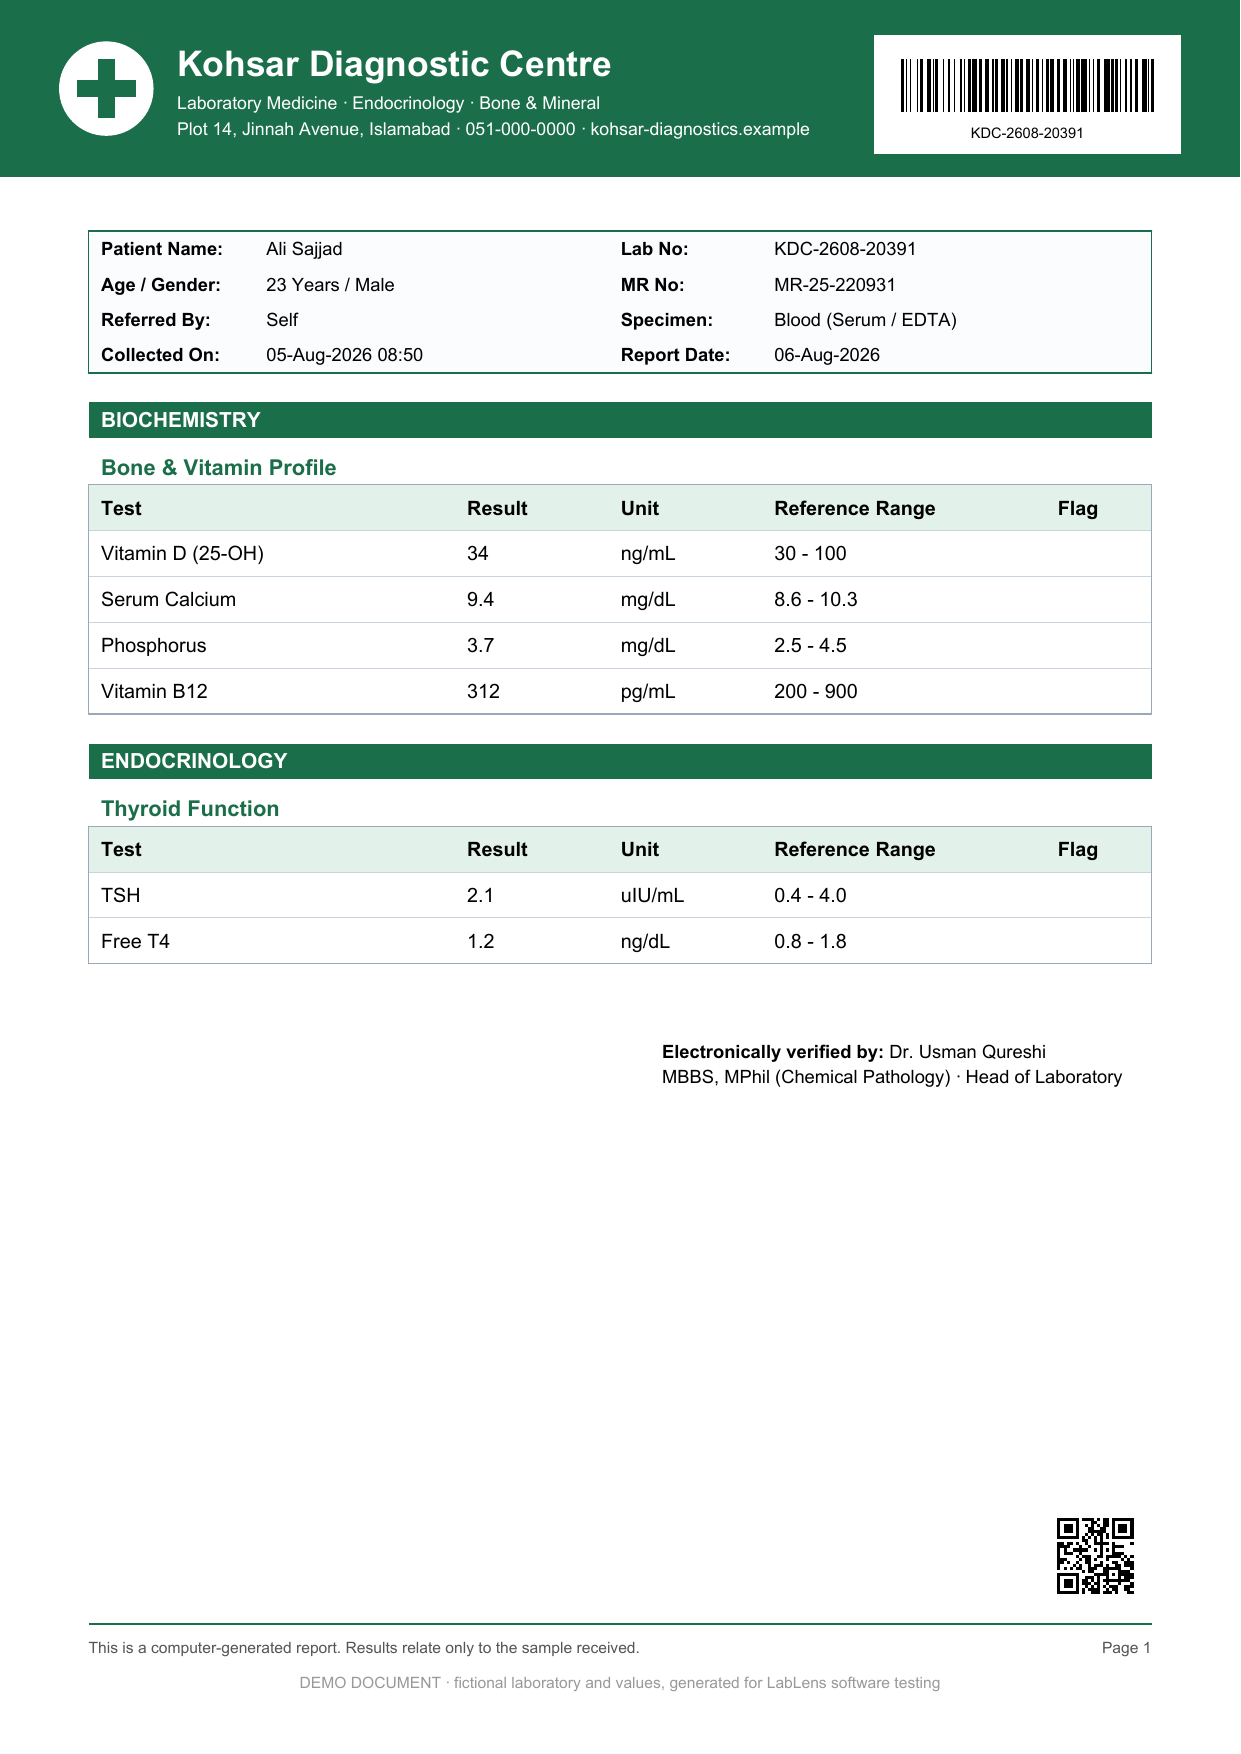 Kohsar Diagnostic Centre
Laboratory Medicine · Endocrinology · Bone & Mineral
Plot 14, Jinnah Avenue, Islamabad · 051-000-0000 · kohsar-diagnostics.example
KDC-2608-20391
Patient Name: Ali Sajjad Lab No: KDC-2608-20391
Age / Gender: 23 Years / Male MR No: MR-25-220931
Referred By: Self Specimen: Blood (Serum / EDTA)
Collected On: 05-Aug-2026 08:50 Report Date: 06-Aug-2026
BIOCHEMISTRY
Bone & Vitamin Profile
Test Result Unit Reference Range Flag
Vitamin D (25-OH) 34 ng/mL 30 - 100
Serum Calcium 9.4 mg/dL 8.6 - 10.3
Phosphorus 3.7 mg/dL 2.5 - 4.5
Vitamin B12 312 pg/mL 200 - 900
ENDOCRINOLOGY
Thyroid Function
Test Result Unit Reference Range Flag
TSH 2.1 uIU/mL 0.4 - 4.0
Free T4 1.2 ng/dL 0.8 - 1.8
Electronically verified by: Dr. Usman Qureshi
MBBS, MPhil (Chemical Pathology) · Head of Laboratory
This is a computer-generated report. Results relate only to the sample received. Page 1
DEMO DOCUMENT · fictional laboratory and values, generated for LabLens software testing